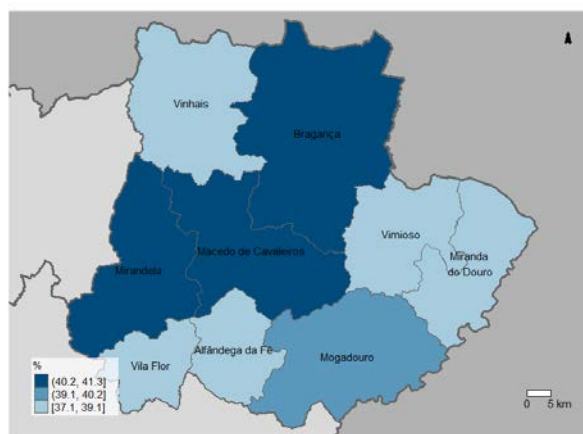 Vinhais
Bragança
Vimioso
Miranda
do Douro
Macedo de Cavaleiros
Mirandela
Alfândega da Fé
Mogadouro
Vila Flor
%
(40.2, 41.3]
(39.1, 40.2]
[37.1, 39.1]
5 km